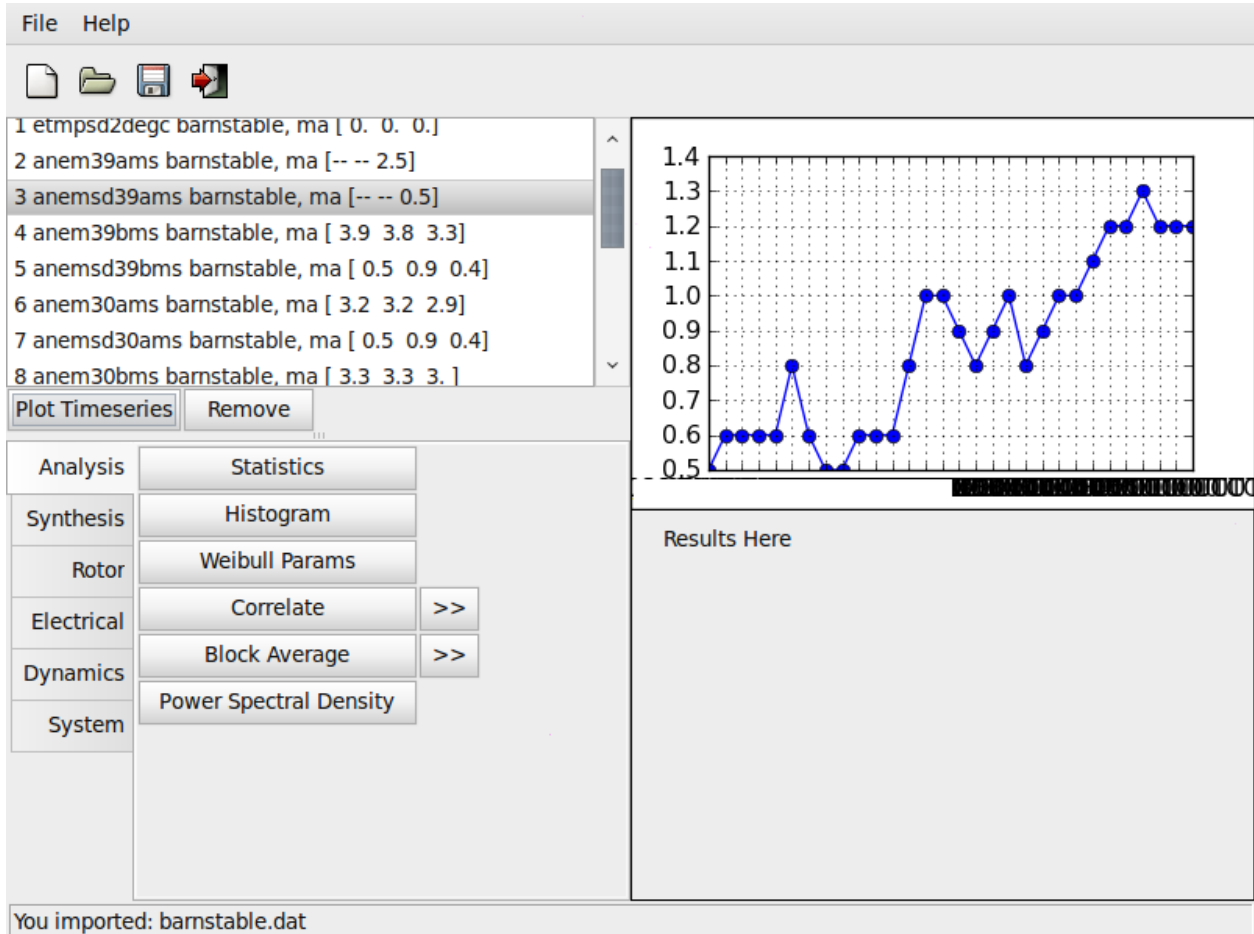 File Help
1 etmpsd2degc barnstable, ma [ 0. 0. 0.]
2 anem39ams barnstable, ma [-- -- 2.5]
3 anemsd39ams barnstable, ma [-- -- 0.5]
4 anem39bms barnstable, ma [ 3.9 3.8 3.3]
5 anemsd39bms barnstable, ma [ 0.5 0.9 0.4]
6 anem30ams barnstable, ma [ 3.2 3.2 2.9]
7 anemsd30ams barnstable, ma [ 0.5 0.9 0.4]
8 anem30bms barnstable, ma [ 3.3 3.3 3. ]
Plot Timeseries Remove
1.4
1.3
1.2
1.1
1.0
0.9
0.8
0.7
0.6
0.5
Analysis
Synthesis
Rotor
Electrical
Dynamics
System
Statistics
Histogram
Weibull Params
Correlate >>
Block Average >>
Power Spectral Density
Results Here
You imported: barnstable.dat